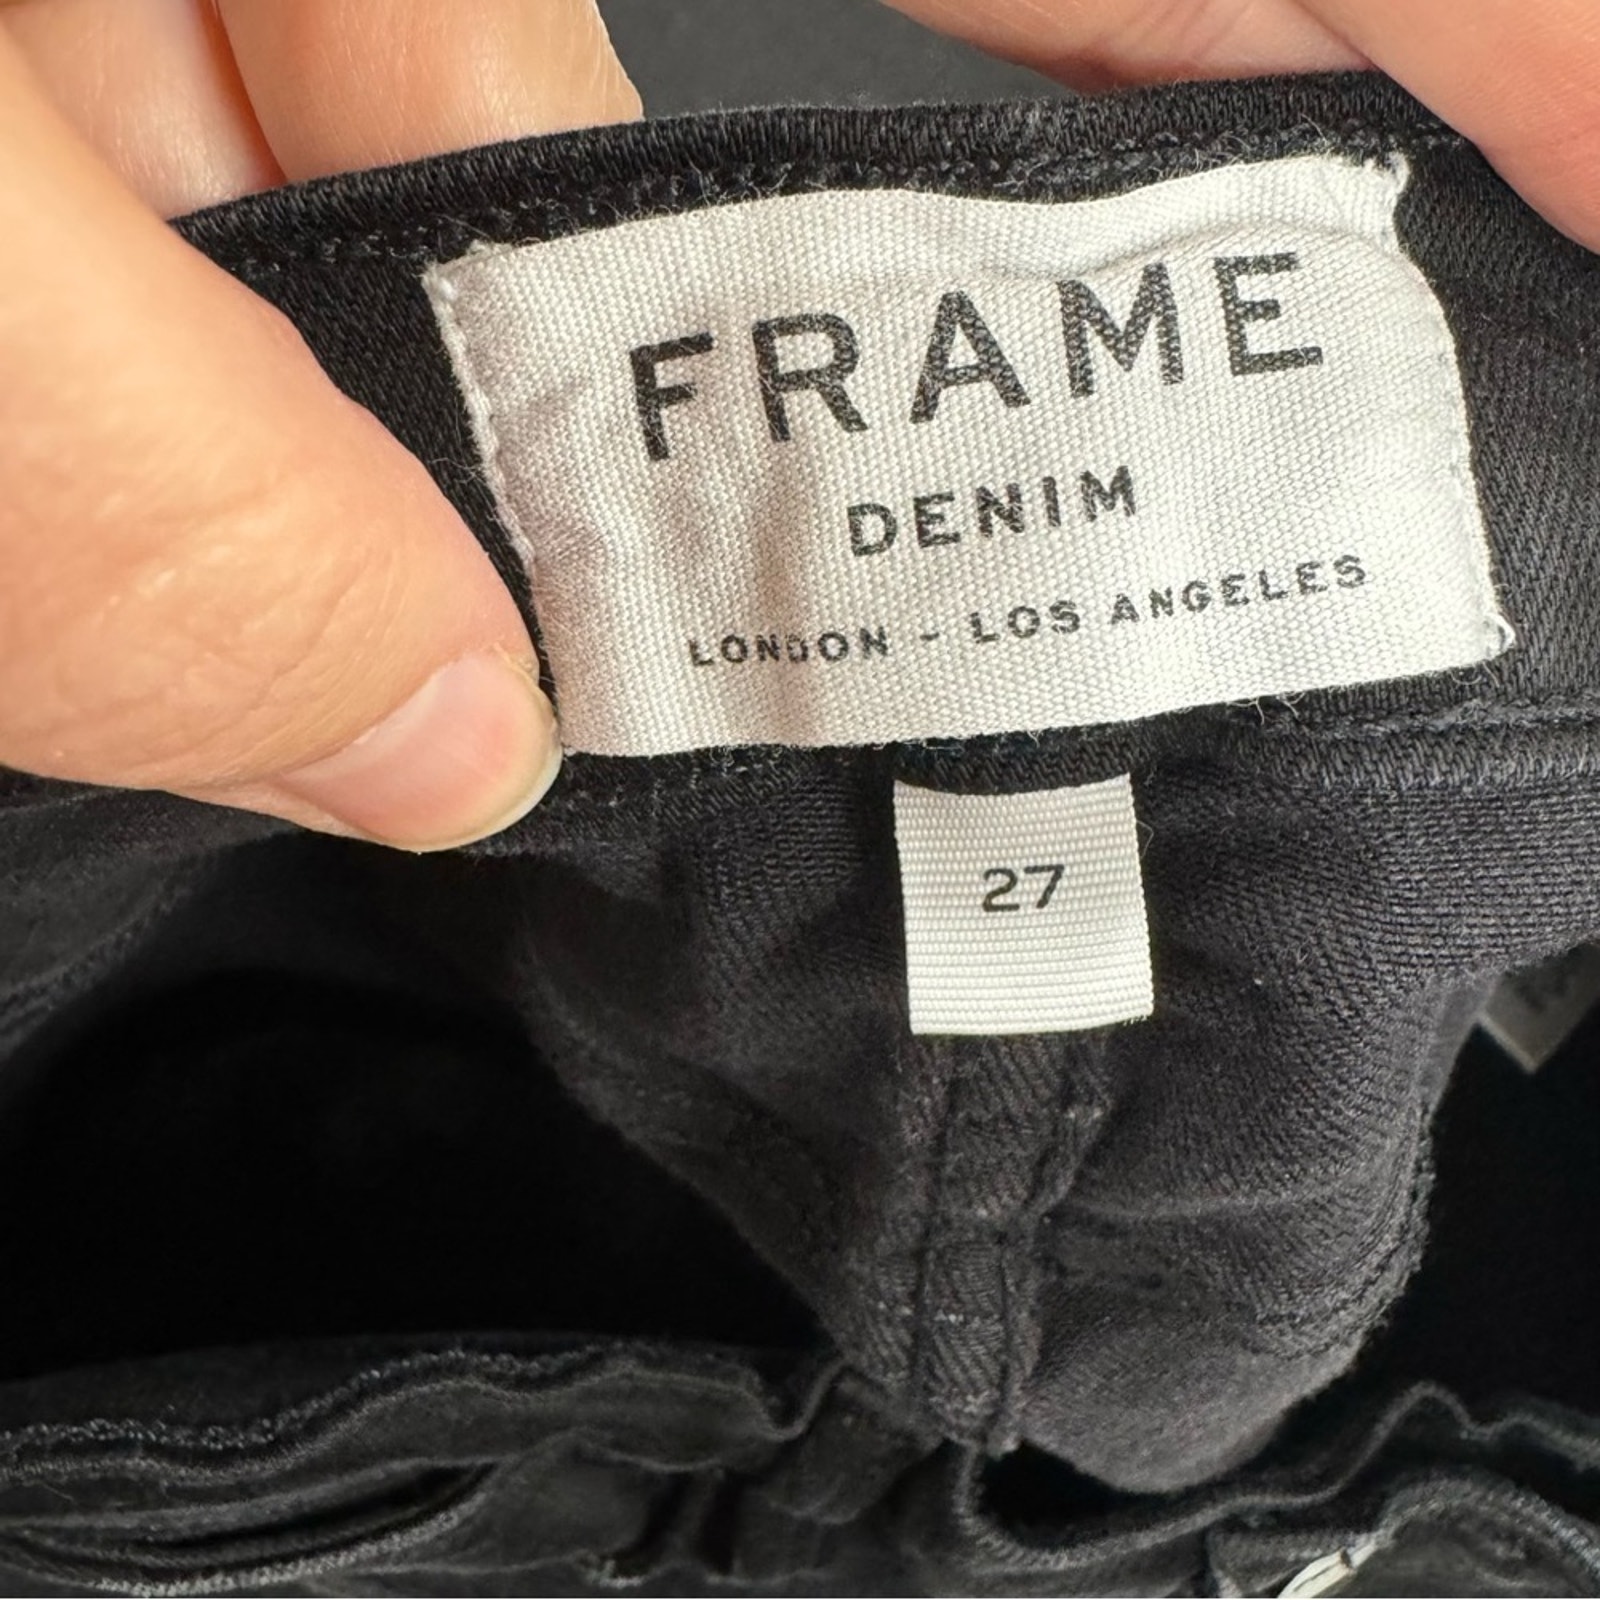 FRAME
DENIM
LONDON - LOS ANGELES
27